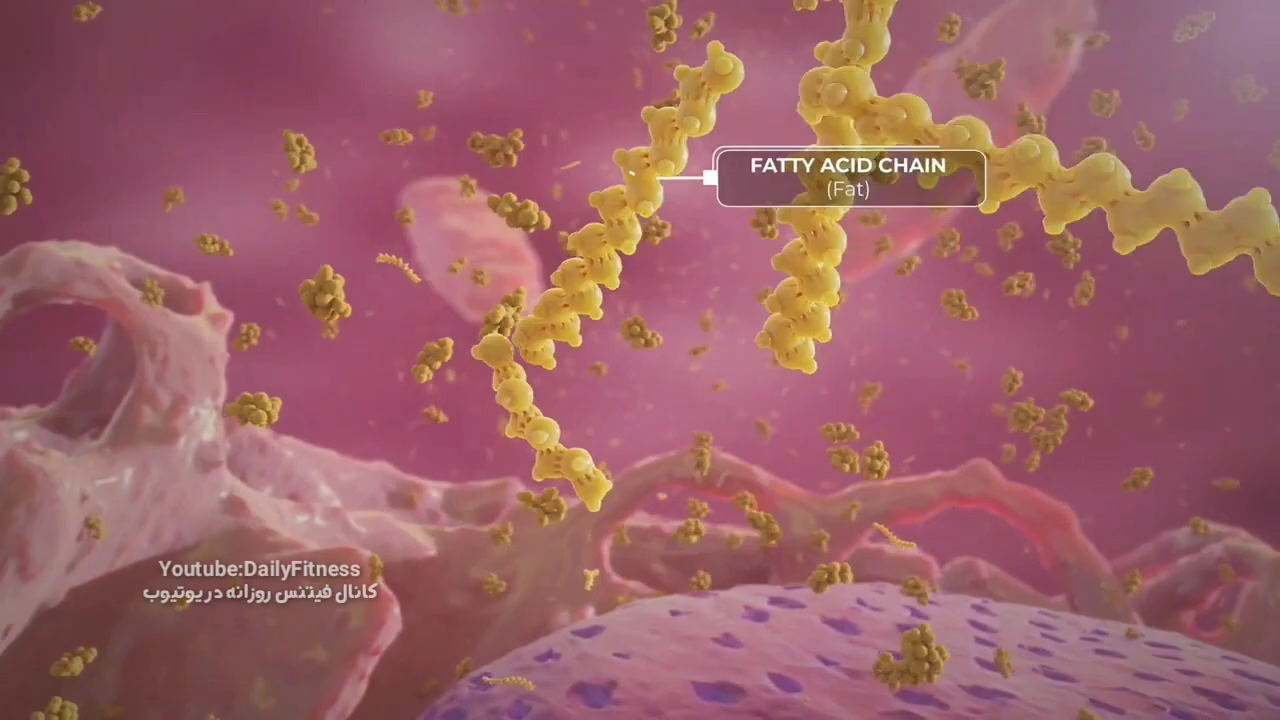 FATTY ACID CHAIN
(Fat)
Youtube:DailyFitness
کانال فیتنس روزانه در یوتیوب